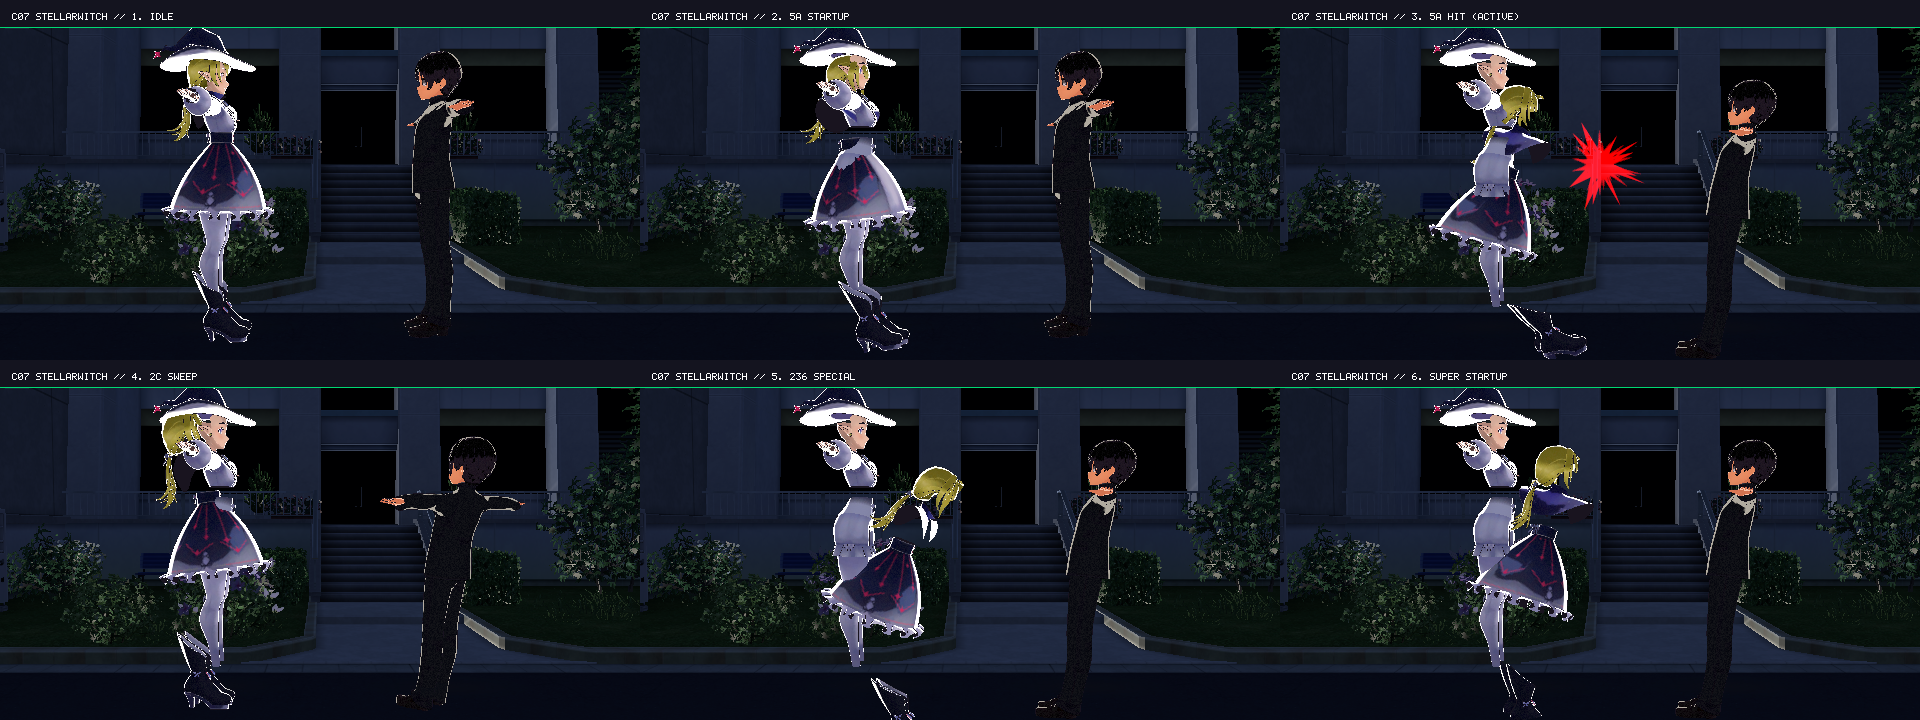 C07 STELLARWITCH // 1. IDLE
C07 STELLARWITCH // 2. 5A STARTUP
C07 STELLARWITCH // 3. 5A HIT (ACTIVE)
C07 STELLARWITCH // 4. 2C SWEEP
C07 STELLARWITCH // 5. 236 SPECIAL
C07 STELLARWITCH // 6. SUPER STARTUP